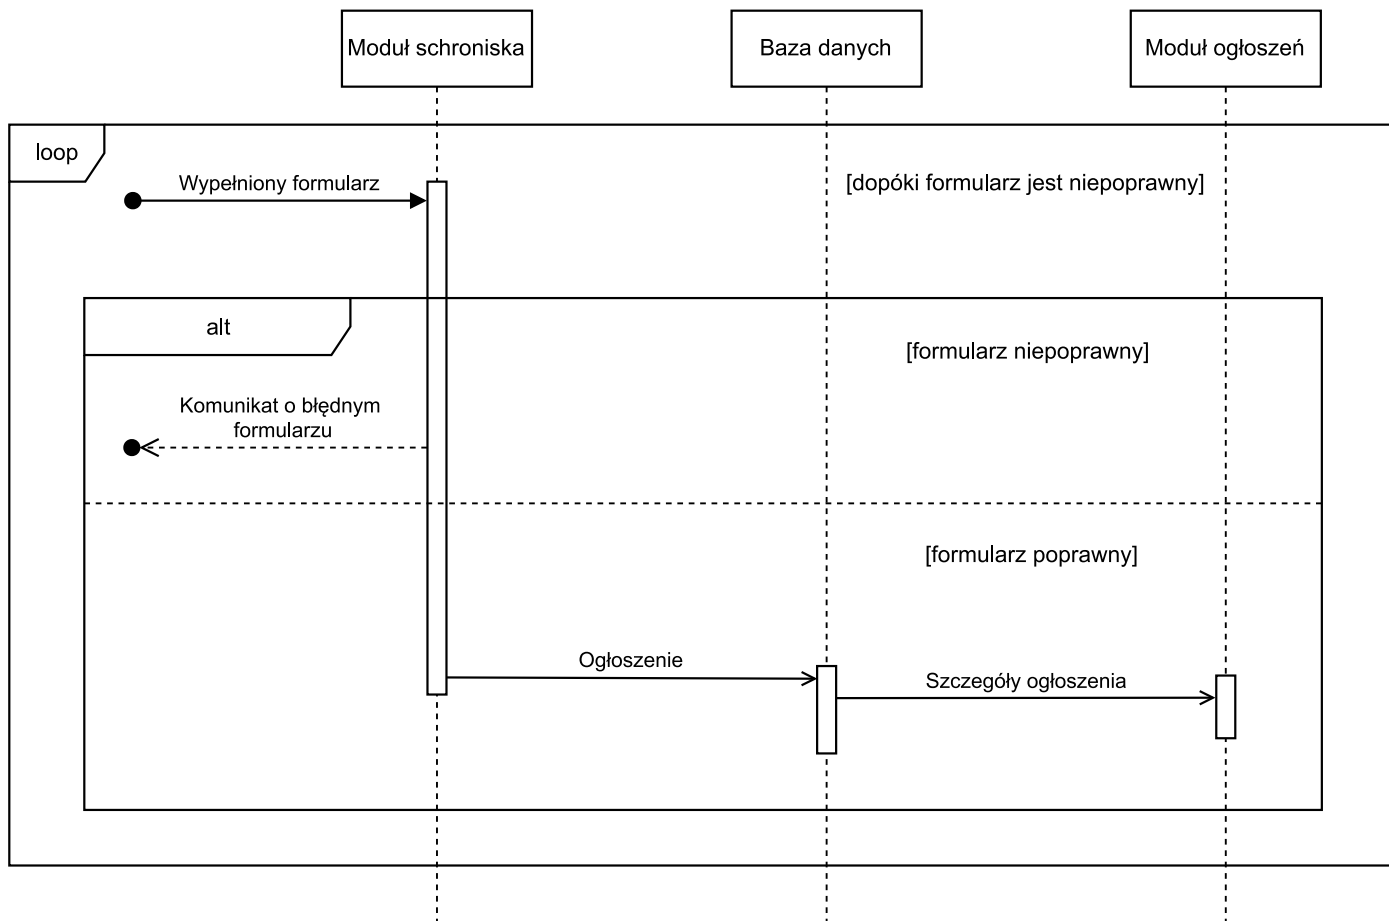 Moduł schroniska
Baza danych
Moduł ogłoszeń
loop
Wypełniony formularz
[dopóki formularz jest niepoprawny]
alt
[formularz niepoprawny]
Komunikat o błędnym
formularzu
[formularz poprawny]
Ogłoszenie
Szczegóły ogłoszenia